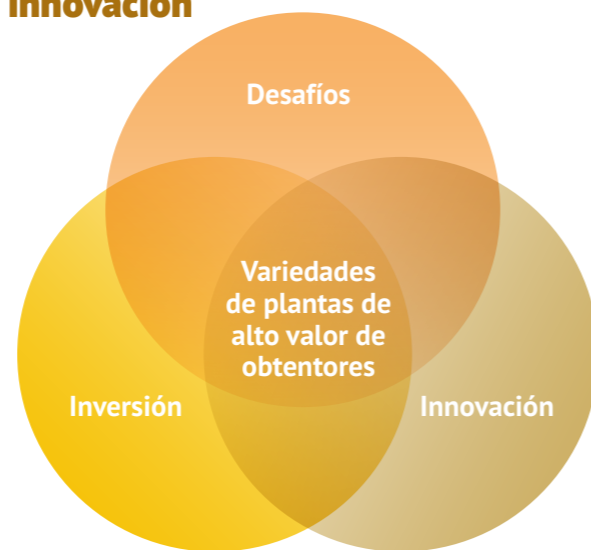 Innovación
Desafíos
Variedades
de plantas de
alto valor de
obtentores
Inversión
Innovación